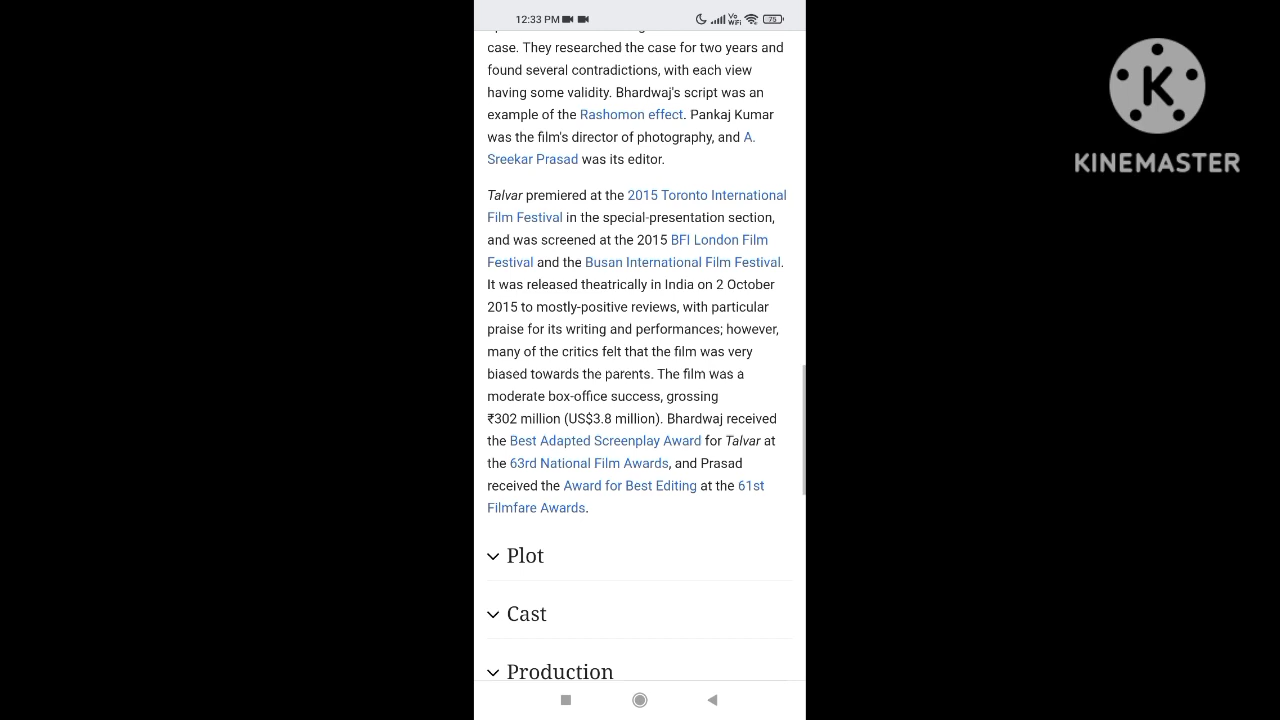 12:33 PM
Vo
WiFi
75
case. They researched the case for two years and
found several contradictions, with each view
having some validity. Bhardwaj's script was an
example of the Rashomon effect. Pankaj Kumar
was the film's director of photography, and A.
Sreekar Prasad was its editor.
Talvar premiered at the 2015 Toronto International
Film Festival in the special-presentation section,
and was screened at the 2015 BFI London Film
Festival and the Busan International Film Festival.
It was released theatrically in India on 2 October
2015 to mostly-positive reviews, with particular
praise for its writing and performances; however,
many of the critics felt that the film was very
biased towards the parents. The film was a
moderate box-office success, grossing
₹302 million (US$3.8 million). Bhardwaj received
the Best Adapted Screenplay Award for Talvar at
the 63rd National Film Awards, and Prasad
received the Award for Best Editing at the 61st
Filmfare Awards.
Plot
Cast
Production
K
KINEMASTER